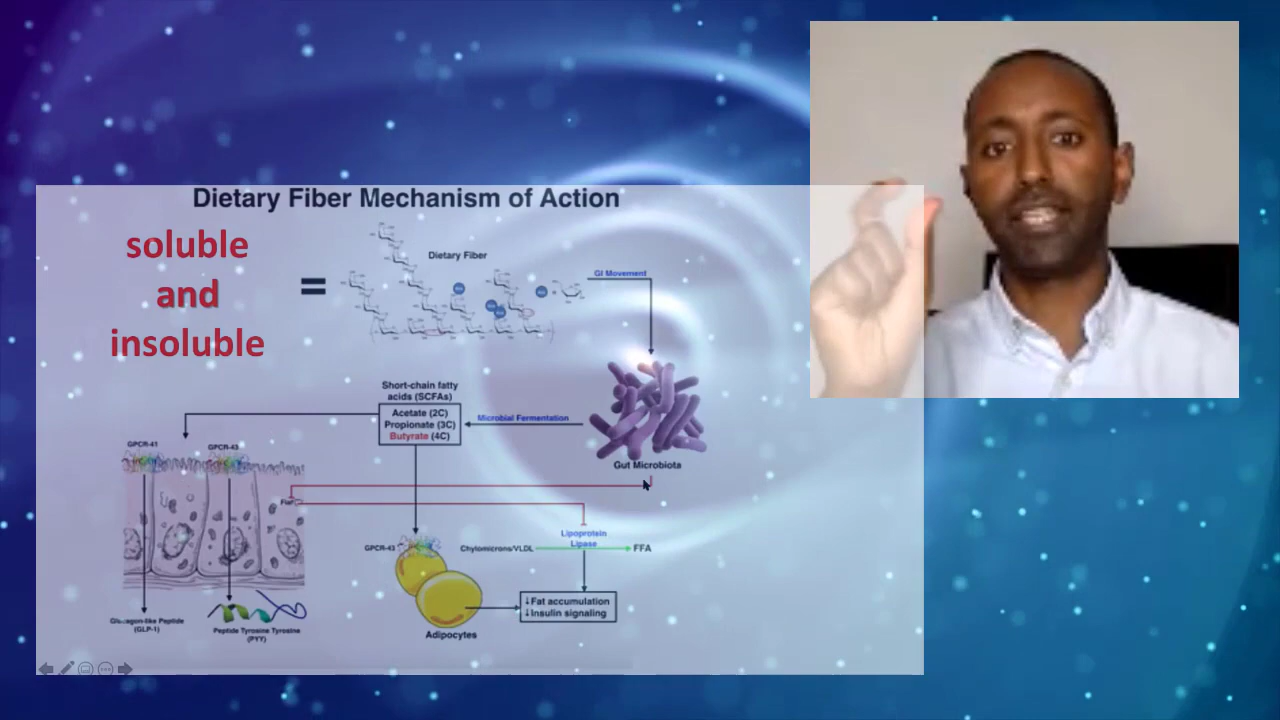 Dietary Fiber Mechanism of Action
soluble
and
insoluble
=
Dietary Fiber
GI Movement
Short-chain fatty
acids (SCFAs)
Acetate (2C)
Propionate (3C)
Butyrate (4C)
Microbial Fermentation
Gut Microbiota
GPCR-41
GPCR-43
Fiaf
GPCR-43
Lipoprotein
Lipase
Chylomicrons/VLDL
FFA
↓Fat accumulation
↓Insulin signaling
Adipocytes
Glucagon-like Peptide
(GLP-1)
Peptide Tyrosine Tyrosine
(PYY)